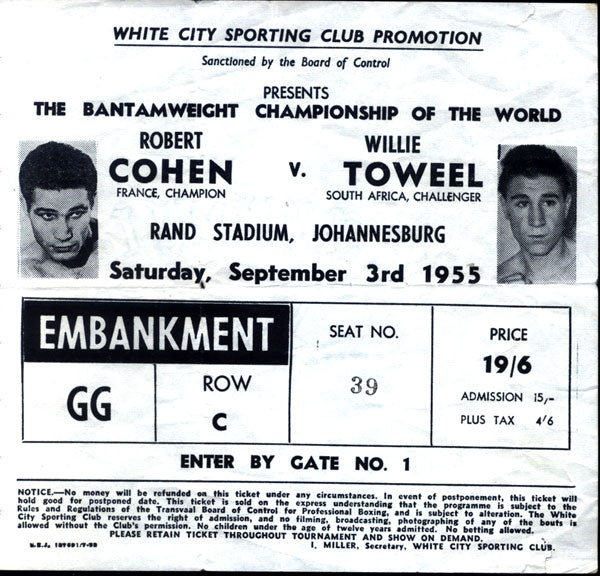 WHITE CITY SPORTING CLUB PROMOTION
Sanctioned by the Board of Control
PRESENTS
THE BANTAMWEIGHT CHAMPIONSHIP OF THE WORLD
ROBERT
COHEN
FRANCE, CHAMPION
v.
WILLIE
TOWEEL
SOUTH AFRICA, CHALLENGER
RAND STADIUM, JOHANNESBURG
Saturday, September 3rd 1955
EMBANKMENT
GG
ROW
C
SEAT NO.
39
PRICE
19/6
ADMISSION 15/-
PLUS TAX 4/6
ENTER BY GATE NO. 1
NOTICE.—No money will be refunded on this ticket under any circumstances. In event of postponement, this ticket will
hold good for postponed date. This ticket is sold on the express understanding that the programme is subject to the
Rules and Regulations of the Transvaal Board of Control for Professional Boxing, and is subject to alteration. The White
City Sporting Club reserves the right of admission, and no filming, broadcasting, photographing of any of the bouts is
allowed without the Club's permission. No children under the age of twelve years admitted. No betting allowed.
PLEASE RETAIN TICKET THROUGHOUT TOURNAMENT AND SHOW ON DEMAND.
I. MILLER, Secretary, WHITE CITY SPORTING CLUB.